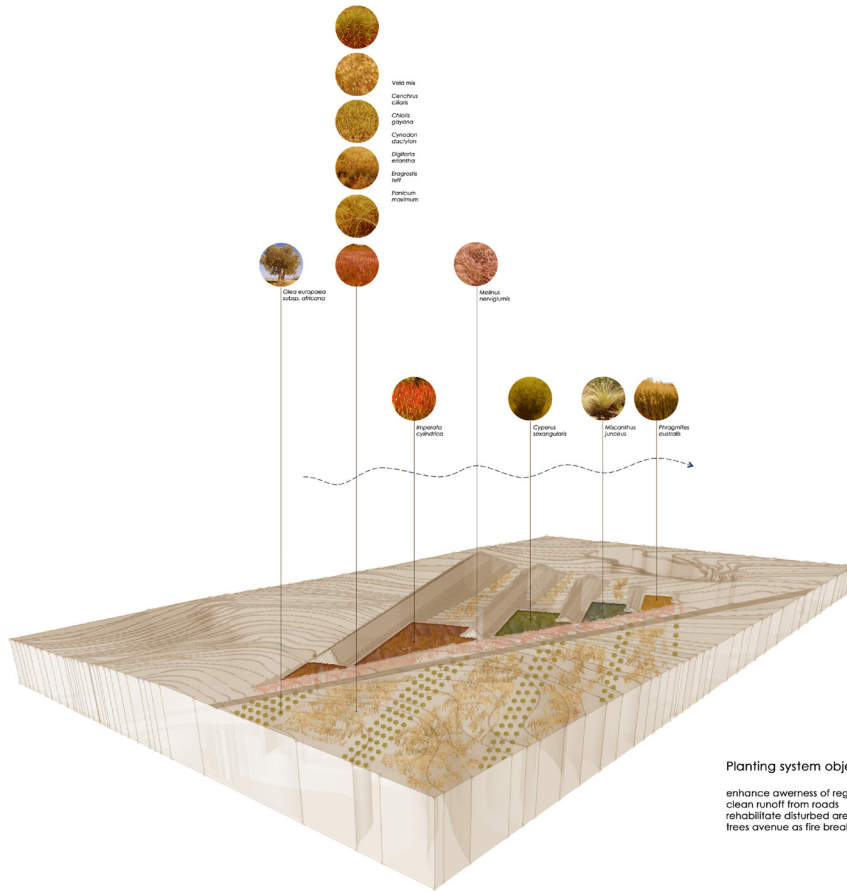 Veld mix
Cenchrus
ciliaris
Chloris
gayana
Cynodon
dactylon
Digitaria
eriantha
Eragrostis
teff
Panicum
maximum
Olea europaea
subsp. africana
Melinus
nerviglumis
Imperata
cylindrica
Cyperus
sexangularis
Miscanthus
junceus
Phragmites
australis
Planting system obje
enhance awerness of reg
clean runoff from roads
rehabilitate disturbed are
trees avenue as fire break